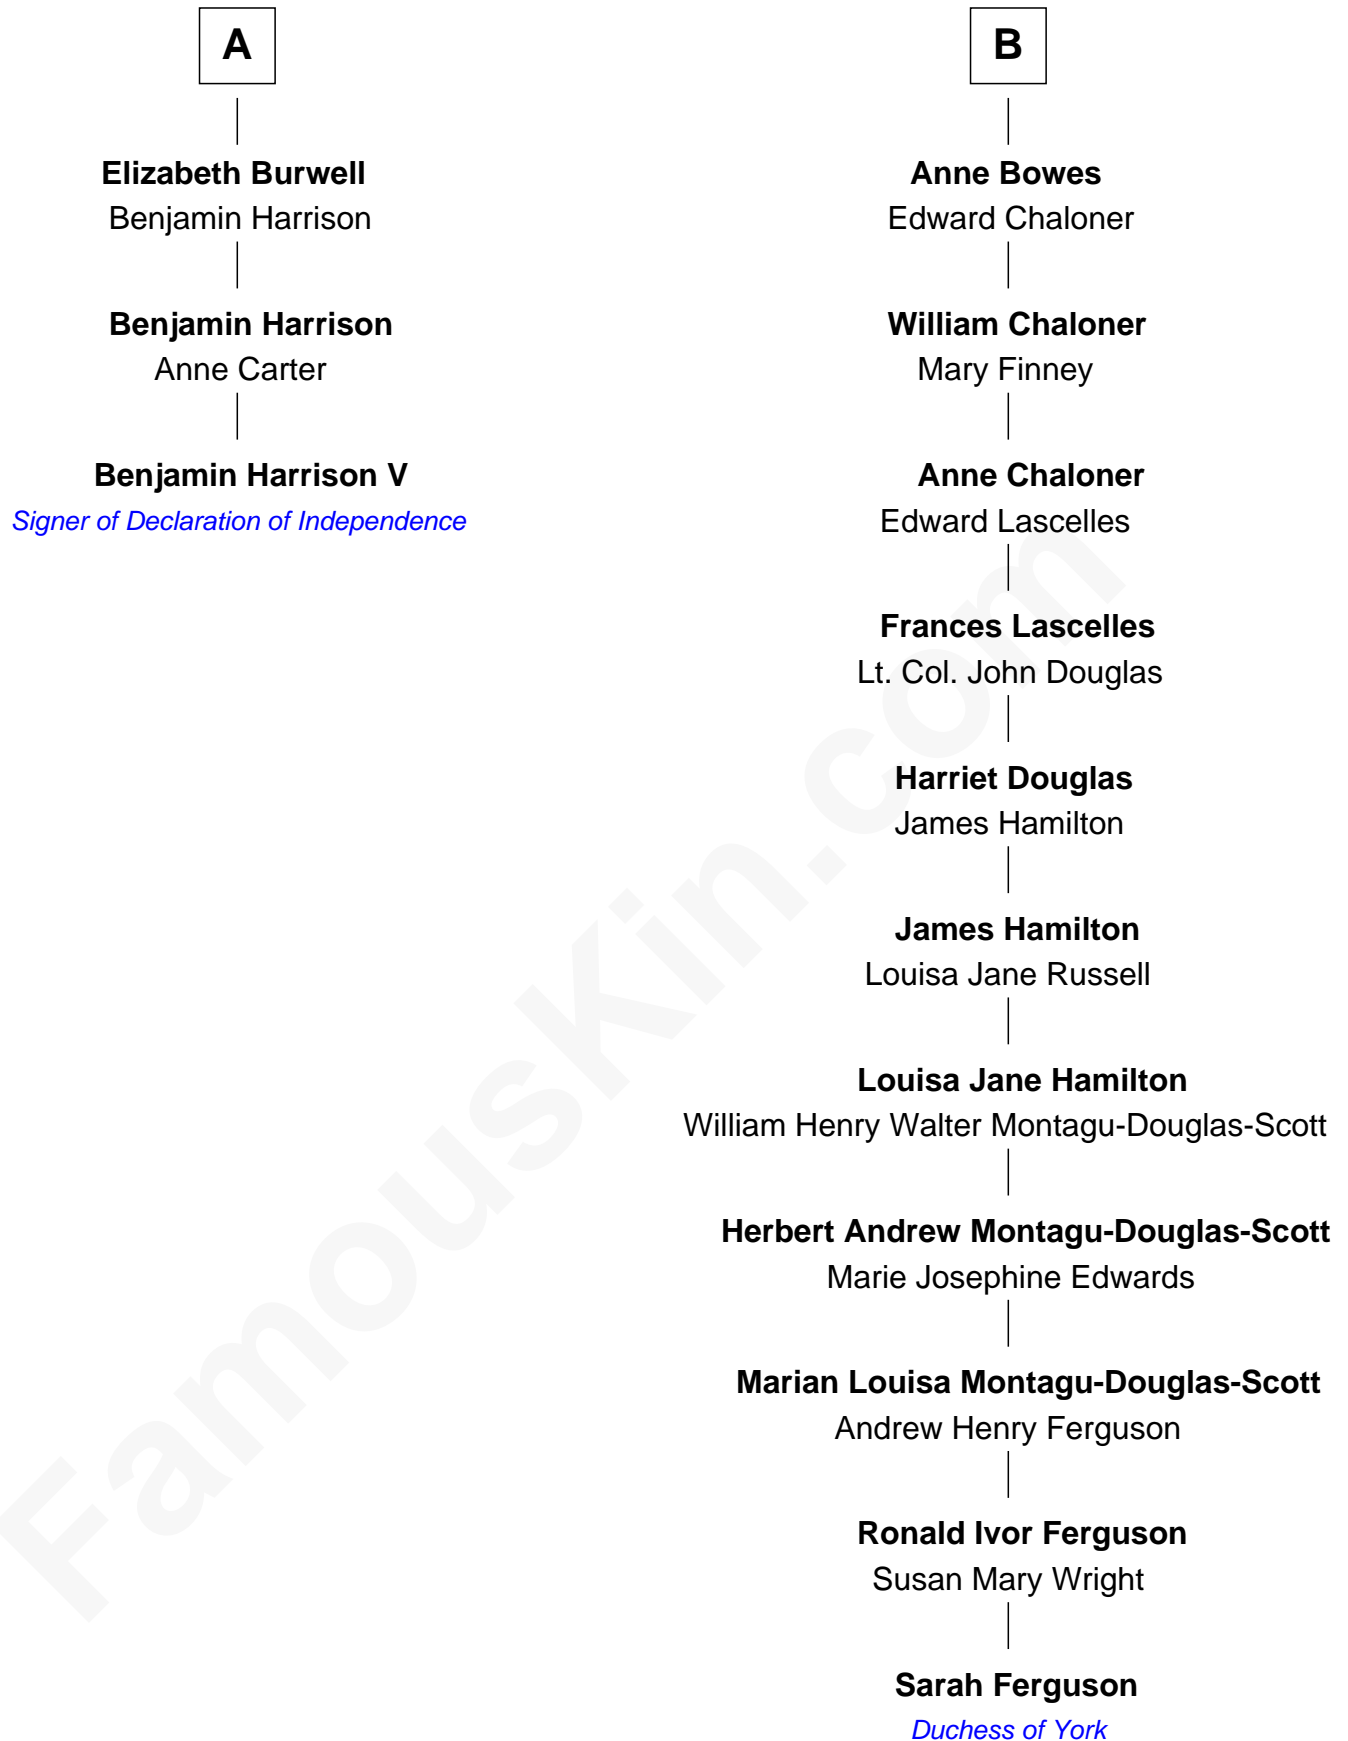 A
Elizabeth Burwell
Benjamin Harrison
Benjamin Harrison
Anne Carter
Benjamin Harrison V
Signer of Declaration of Independence
B
Anne Bowes
Edward Chaloner
William Chaloner
Mary Finney
Anne Chaloner
Edward Lascelles
Frances Lascelles
Lt. Col. John Douglas
Harriet Douglas
James Hamilton
James Hamilton
Louisa Jane Russell
Louisa Jane Hamilton
William Henry Walter Montagu-Douglas-Scott
Herbert Andrew Montagu-Douglas-Scott
Marie Josephine Edwards
Marian Louisa Montagu-Douglas-Scott
Andrew Henry Ferguson
Ronald Ivor Ferguson
Susan Mary Wright
Sarah Ferguson
Duchess of York
FamousKin.com